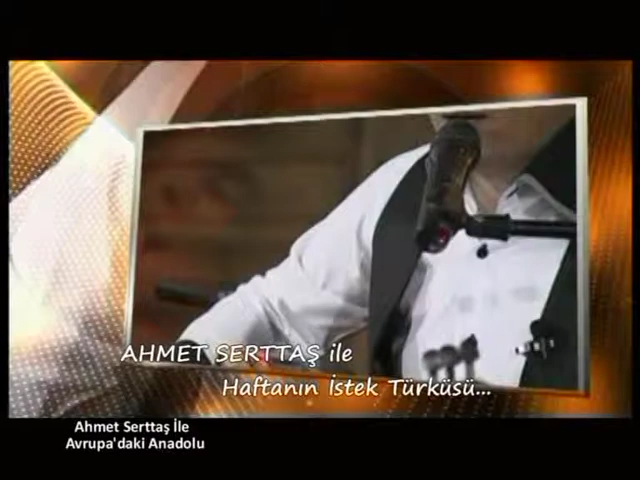 AHMET SERTTAŞ ile
Haftanın İstek Türküsü...
Ahmet Serttaş İle
Avrupa'daki Anadolu